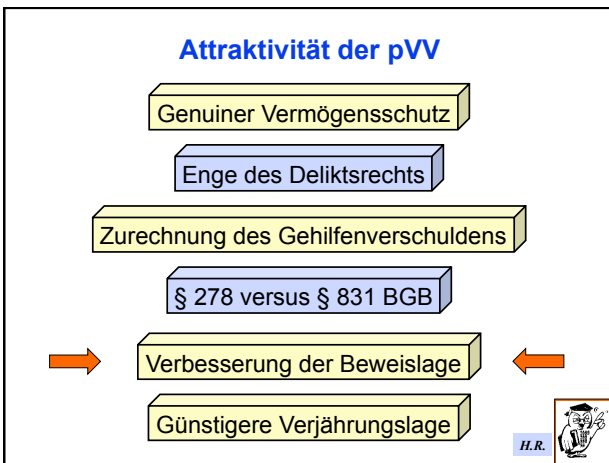 Attraktivität der pVV
Genuiner Vermögensschutz
Enge des Deliktsrechts
Zurechnung des Gehilfenverschuldens
§ 278 versus § 831 BGB
Verbesserung der Beweislage
Günstigere Verjährungslage
H.R.